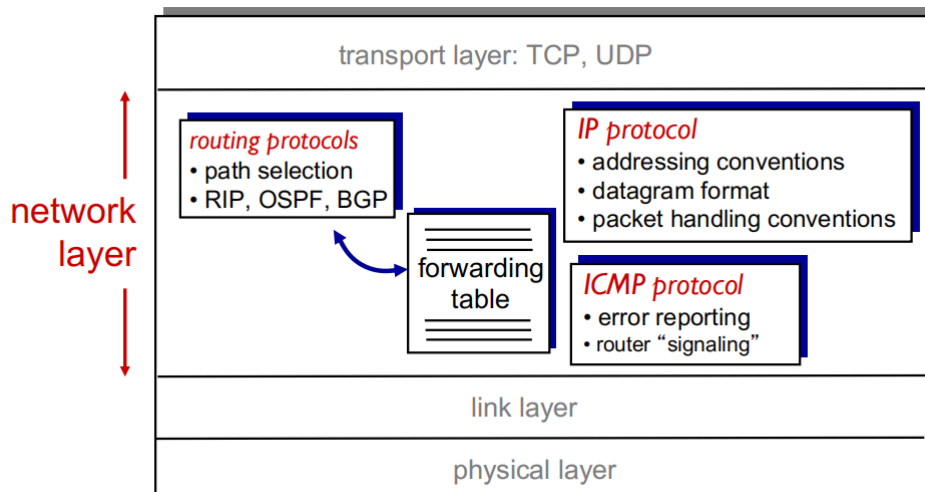 transport layer: TCP, UDP
network
layer
routing protocols
• path selection
• RIP, OSPF, BGP
forwarding
table
IP protocol
• addressing conventions
• datagram format
• packet handling conventions
ICMP protocol
• error reporting
• router “signaling”
link layer
physical layer